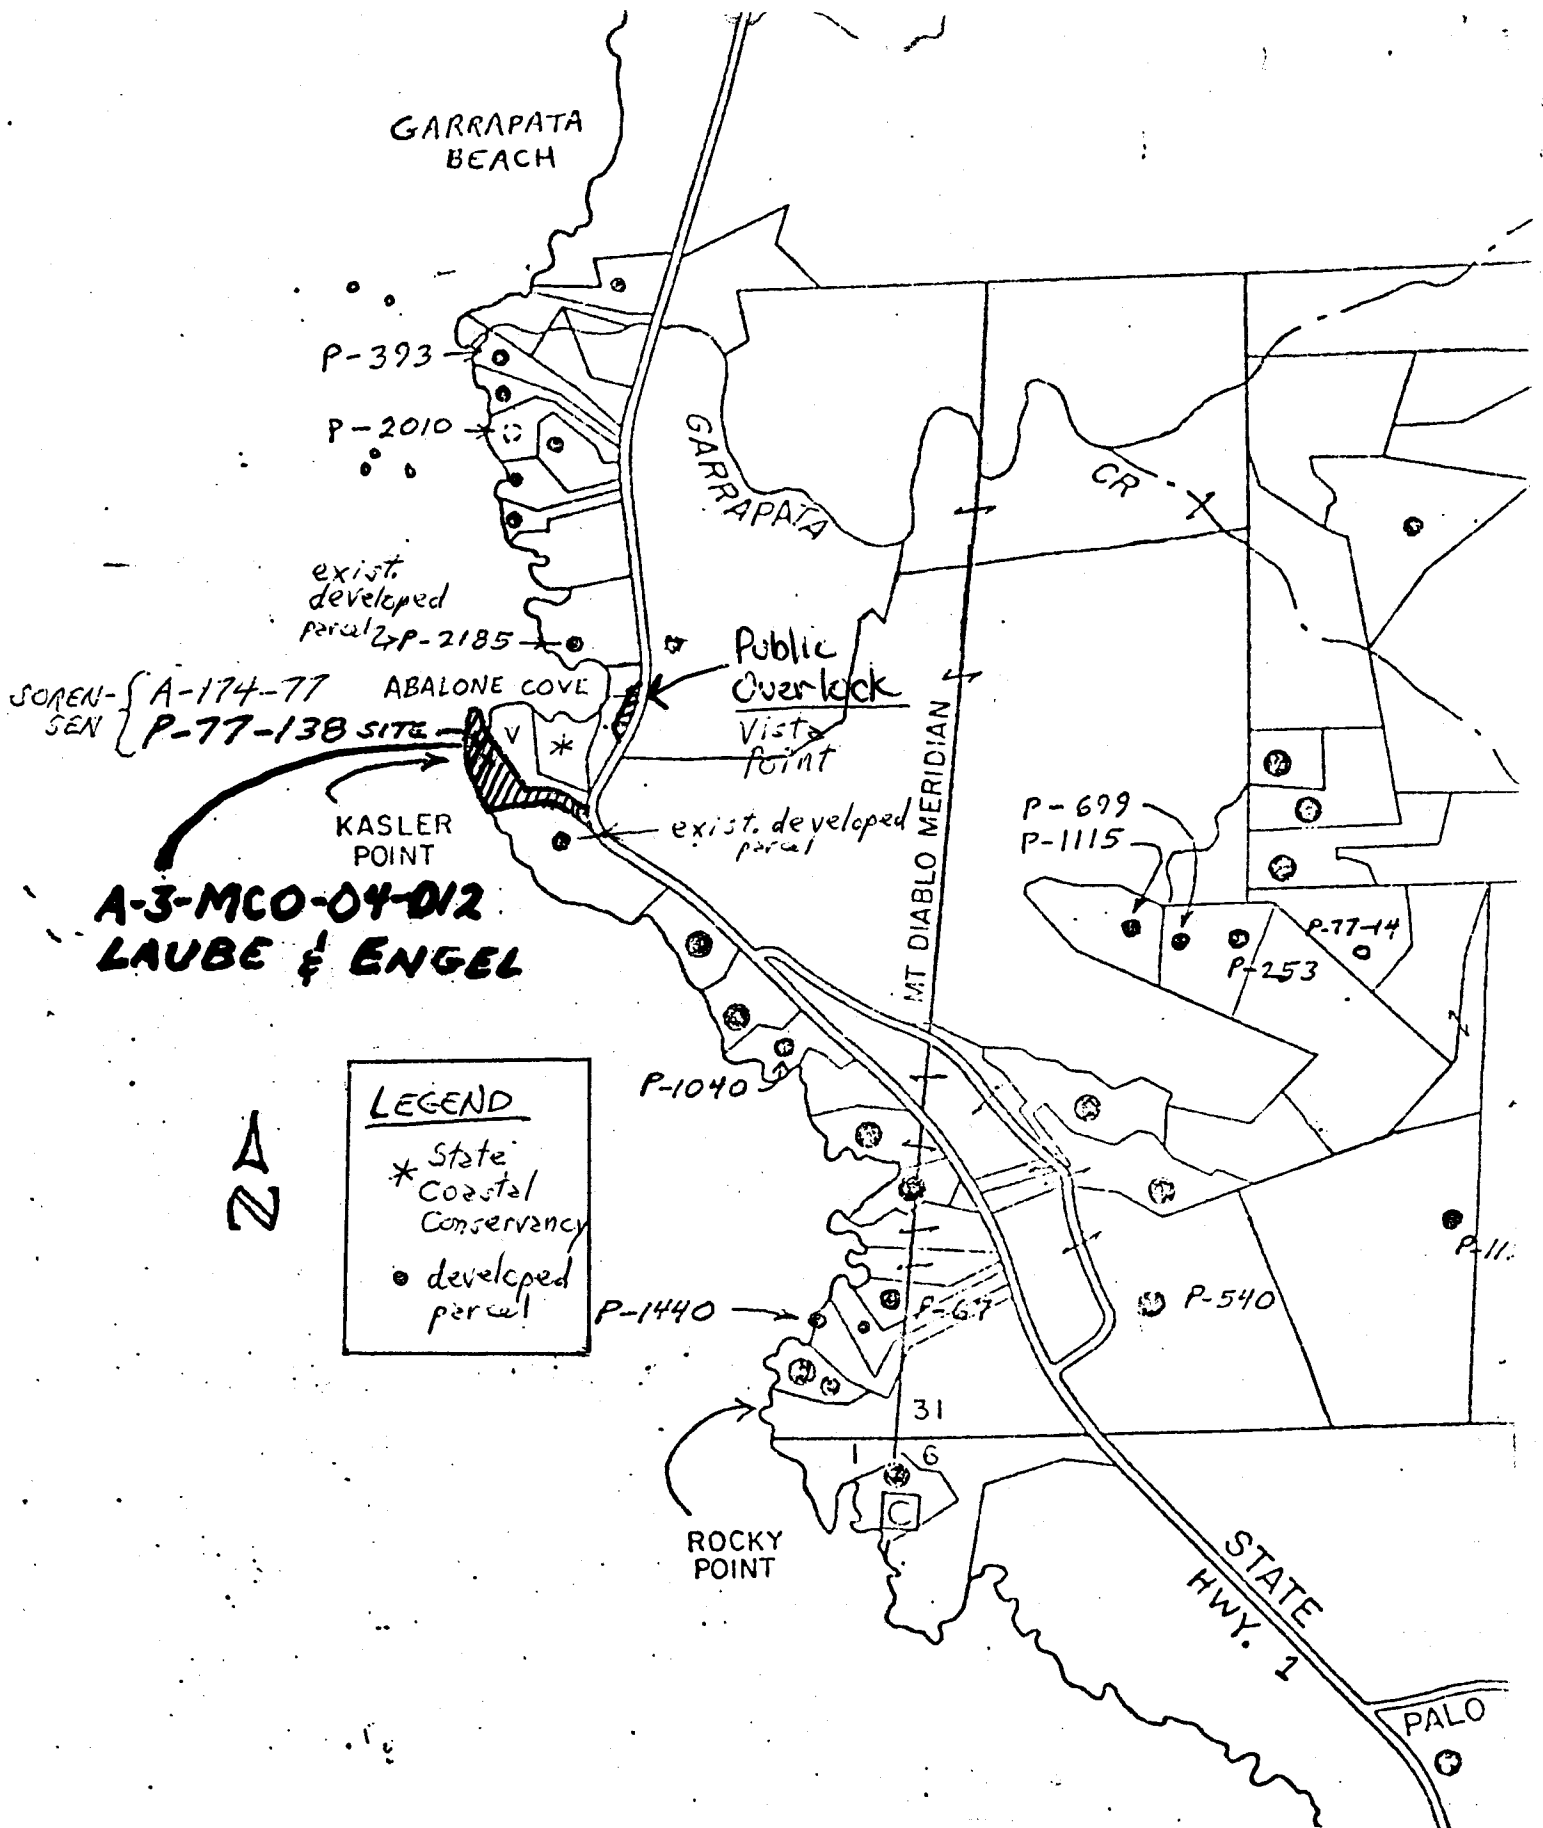 GARRAPATA
BEACH
P-393
P-2010
GARRAPATA
CR
exist.
developed
parcel
P-2185
Public
Overlook
Vista
Point
SOREN-
SEN
A-174-77
P-77-138 SITE
ABALONE COVE
V
*
KASLER
POINT
exist. developed
parcel
A-3-MCO-04-012
LAUBE & ENGEL
MT DIABLO MERIDIAN
P-699
P-1115
P-77-14
P-253
P-1040
N
LEGEND
* State
Coastal
Conservancy
developed
parcel
P-1440
P-67
P-540
P-11
31
1
6
C
ROCKY
POINT
STATE
HWY. 1
PALO